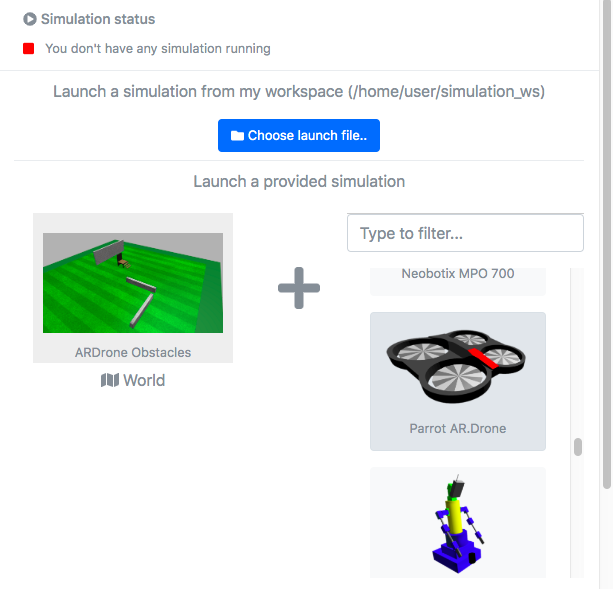 Simulation status
You don't have any simulation running
Launch a simulation from my workspace (/home/user/simulation_ws)
Choose launch file..
Launch a provided simulation
Type to filter...
Neobotix MPO 700
ARDrone Obstacles
World
Parrot AR.Drone